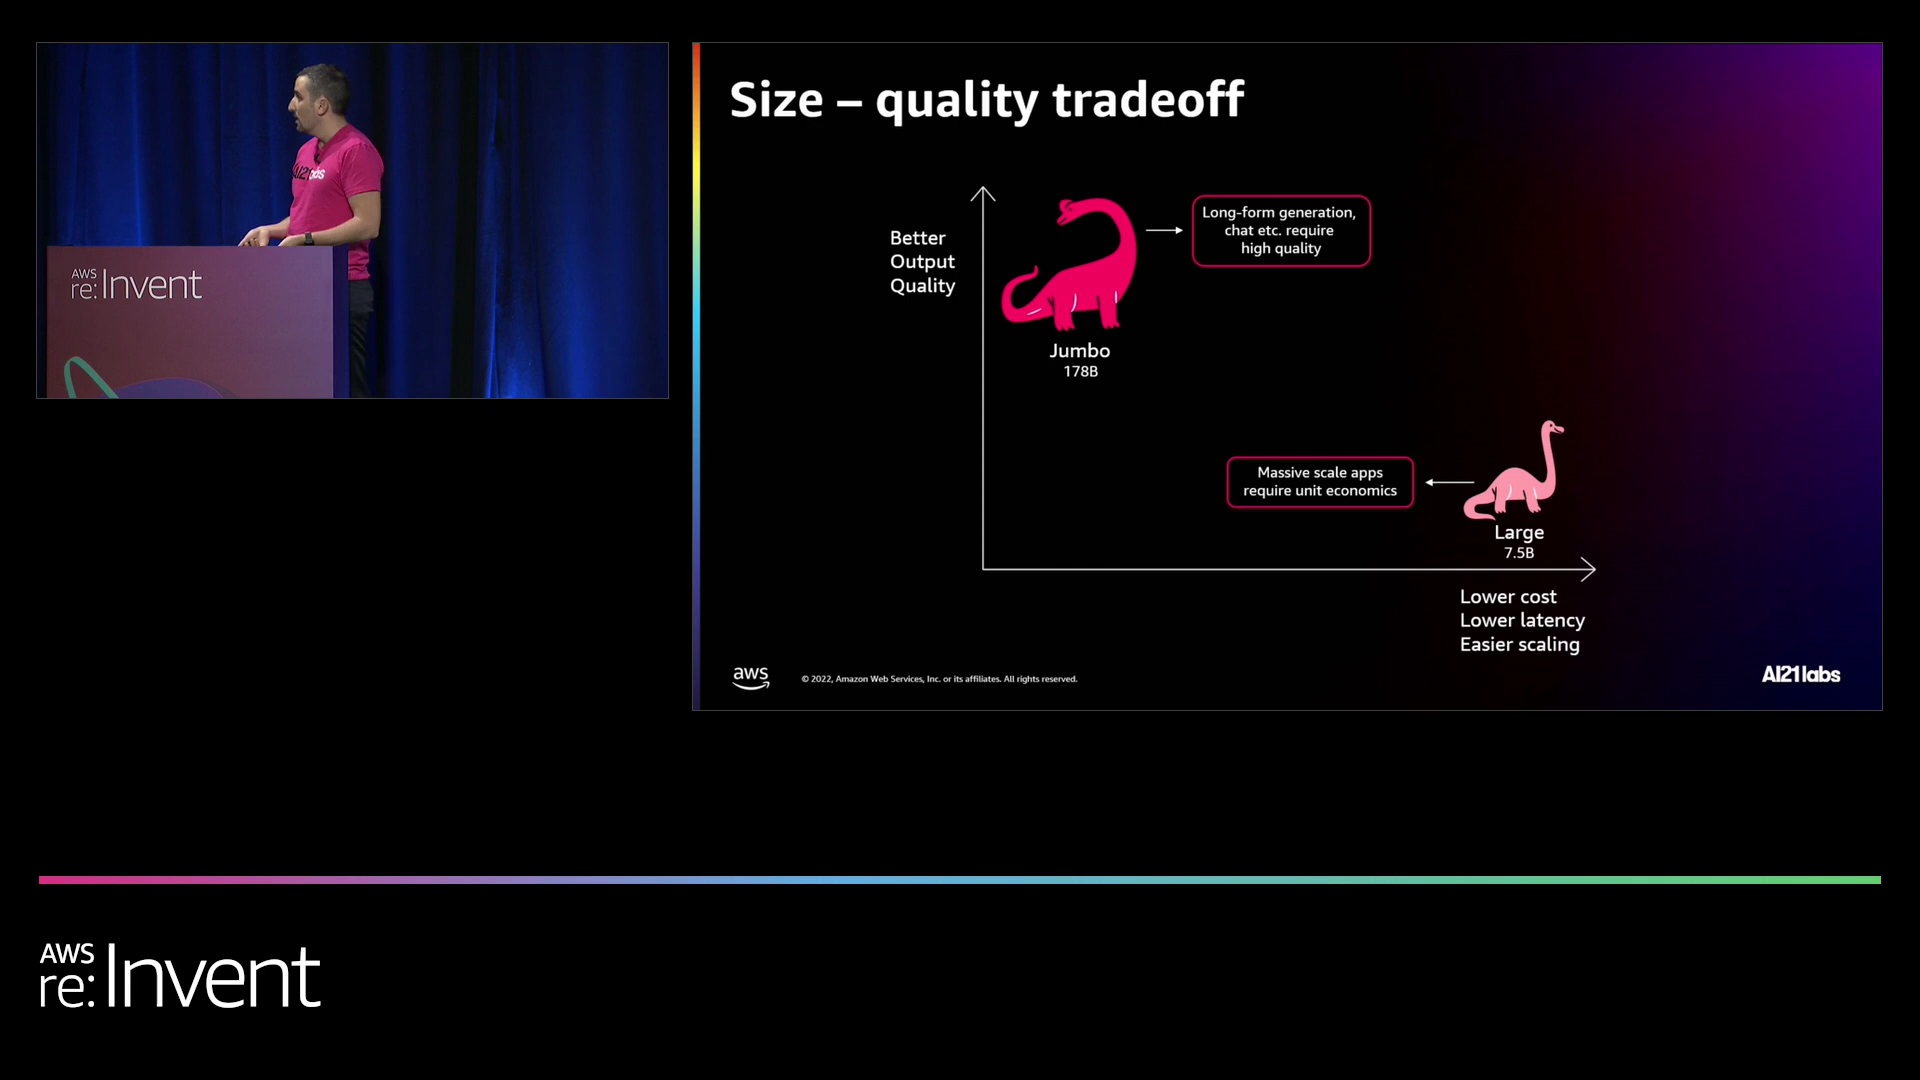 AI21labs
AWS
re:Invent
Size – quality tradeoff
Better
Output
Quality
Long-form generation,
chat etc. require
high quality
Jumbo
178B
Massive scale apps
require unit economics
Large
7.5B
Lower cost
Lower latency
Easier scaling
aws
© 2022, Amazon Web Services, Inc. or its affiliates. All rights reserved.
AI21labs
AWS
re:Invent